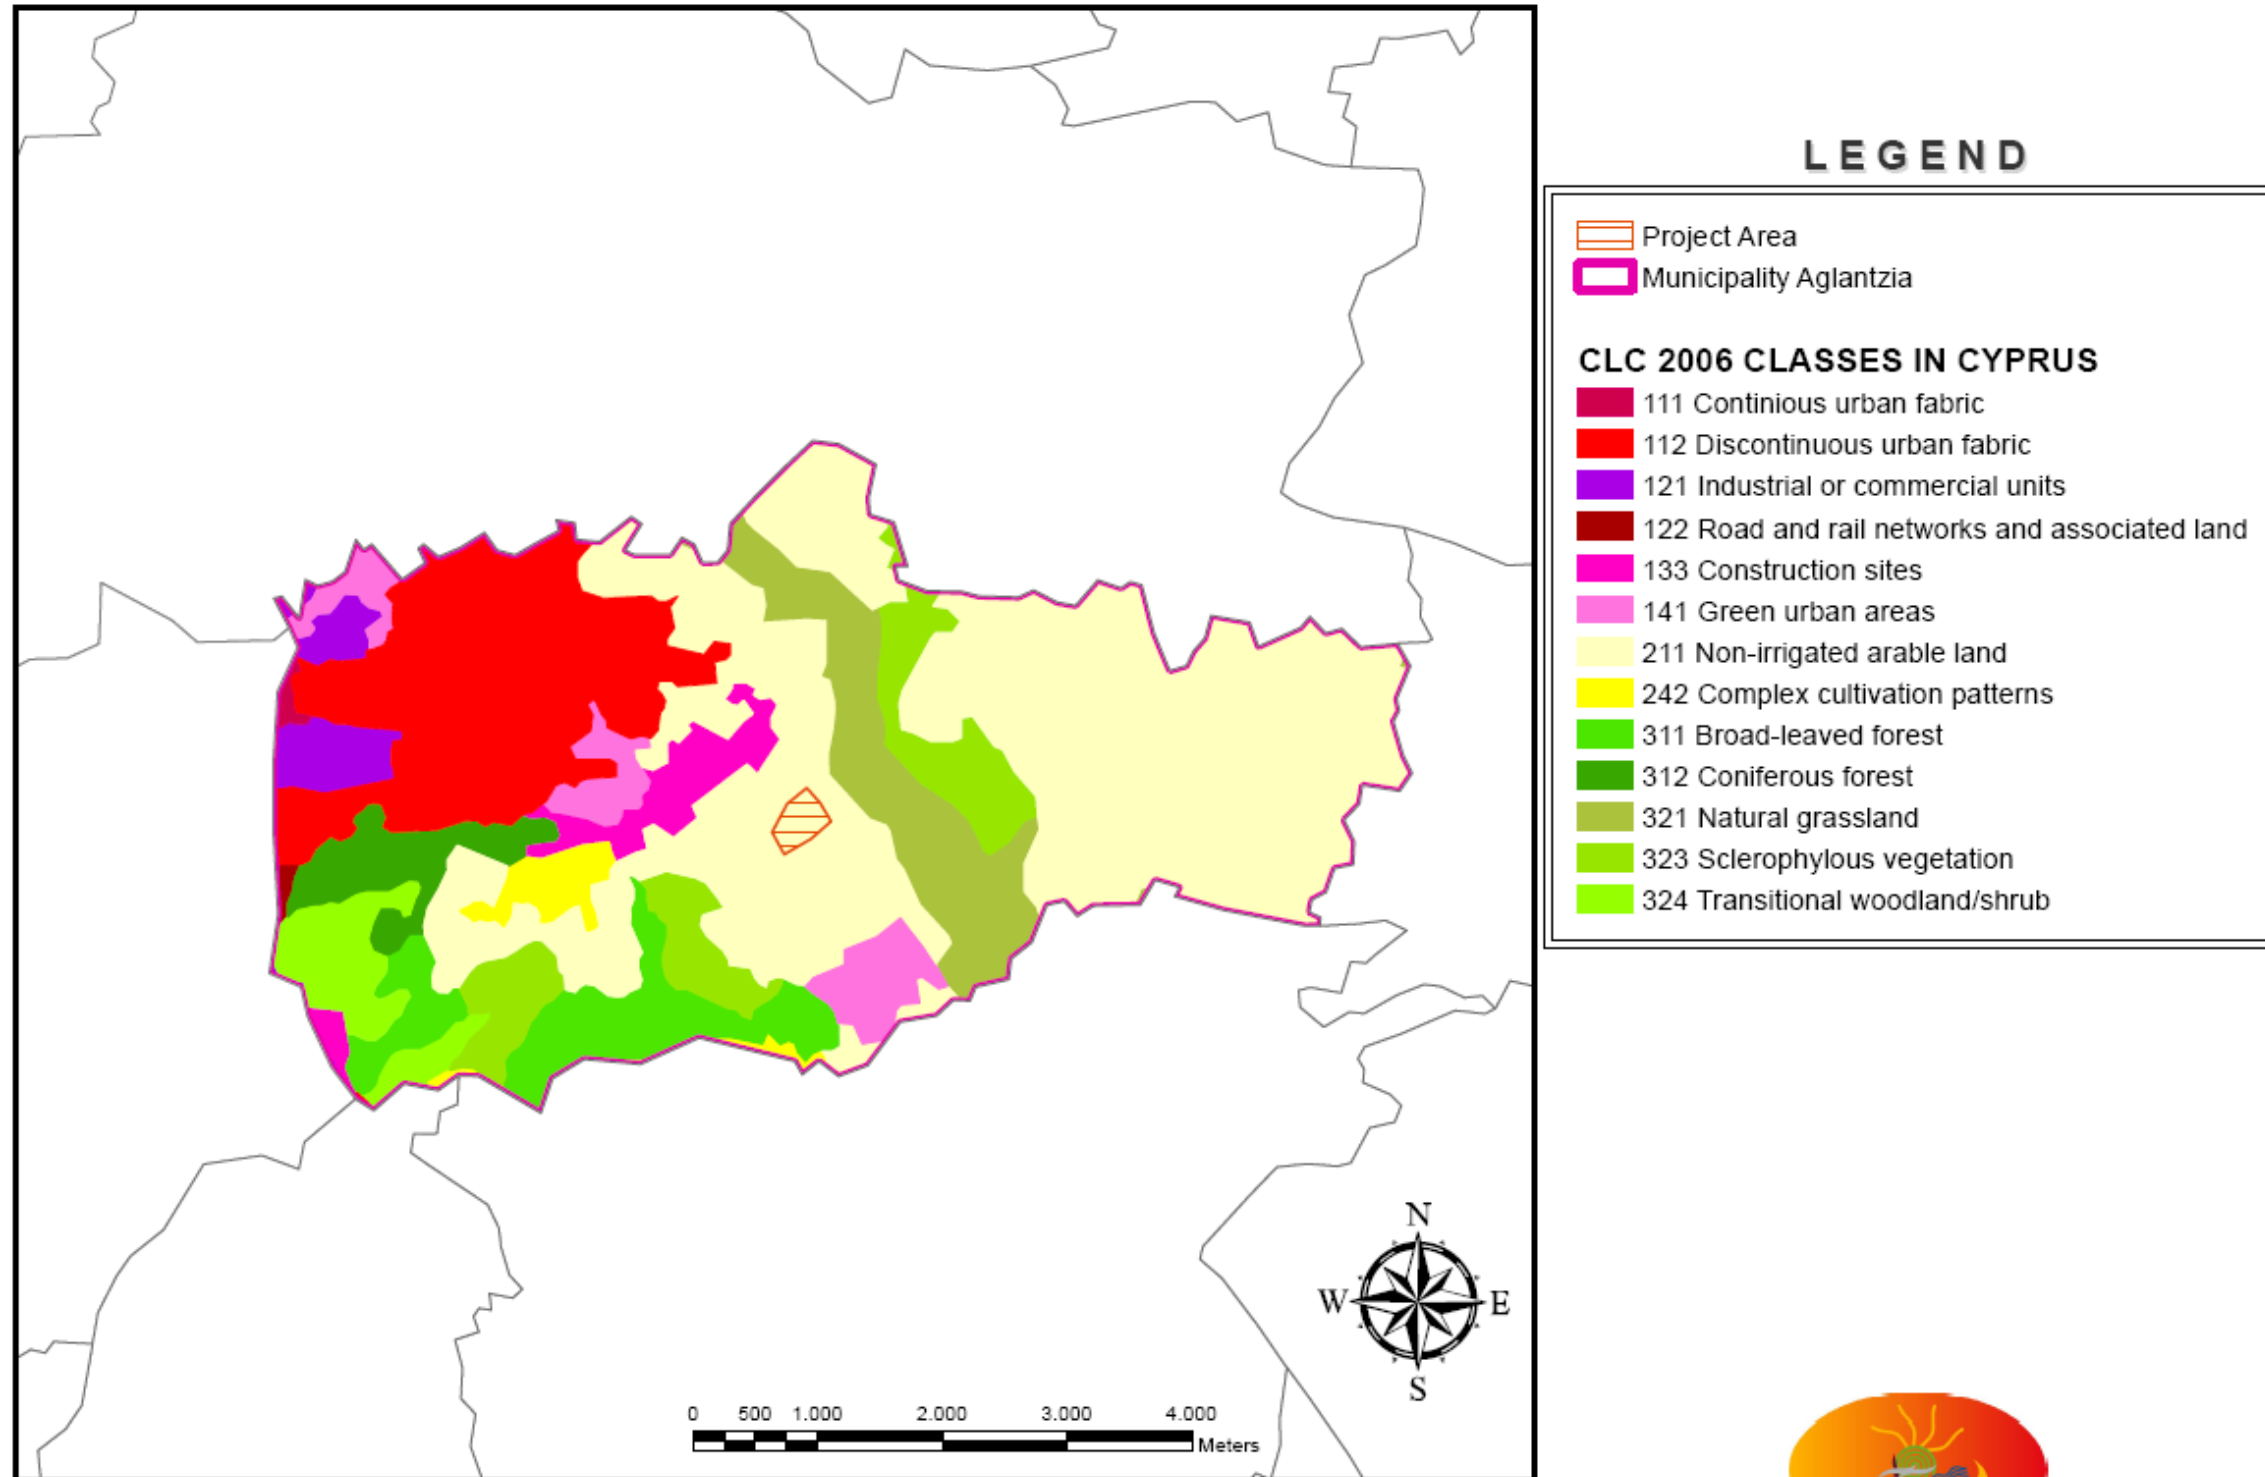 LEGEND
Project Area
Municipality Aglantzia
CLC 2006 CLASSES IN CYPRUS
111 Continious urban fabric
112 Discontinuous urban fabric
121 Industrial or commercial units
122 Road and rail networks and associated land
133 Construction sites
141 Green urban areas
211 Non-irrigated arable land
242 Complex cultivation patterns
311 Broad-leaved forest
312 Coniferous forest
321 Natural grassland
323 Sclerophylous vegetation
324 Transitional woodland/shrub
N
W E
S
0 500 1.000 2.000 3.000 4.000
Meters